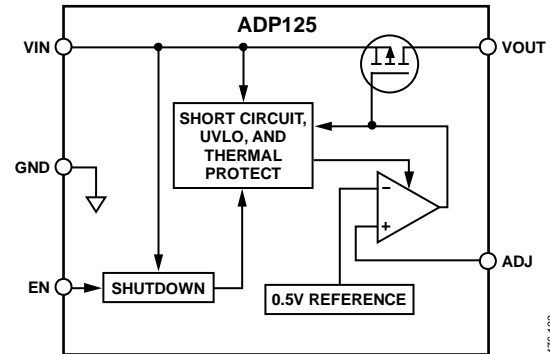 ADP125
VIN
VOUT
SHORT CIRCUIT,
UVLO, AND
THERMAL
PROTECT
GND
−
+
ADJ
EN
SHUTDOWN
0.5V REFERENCE